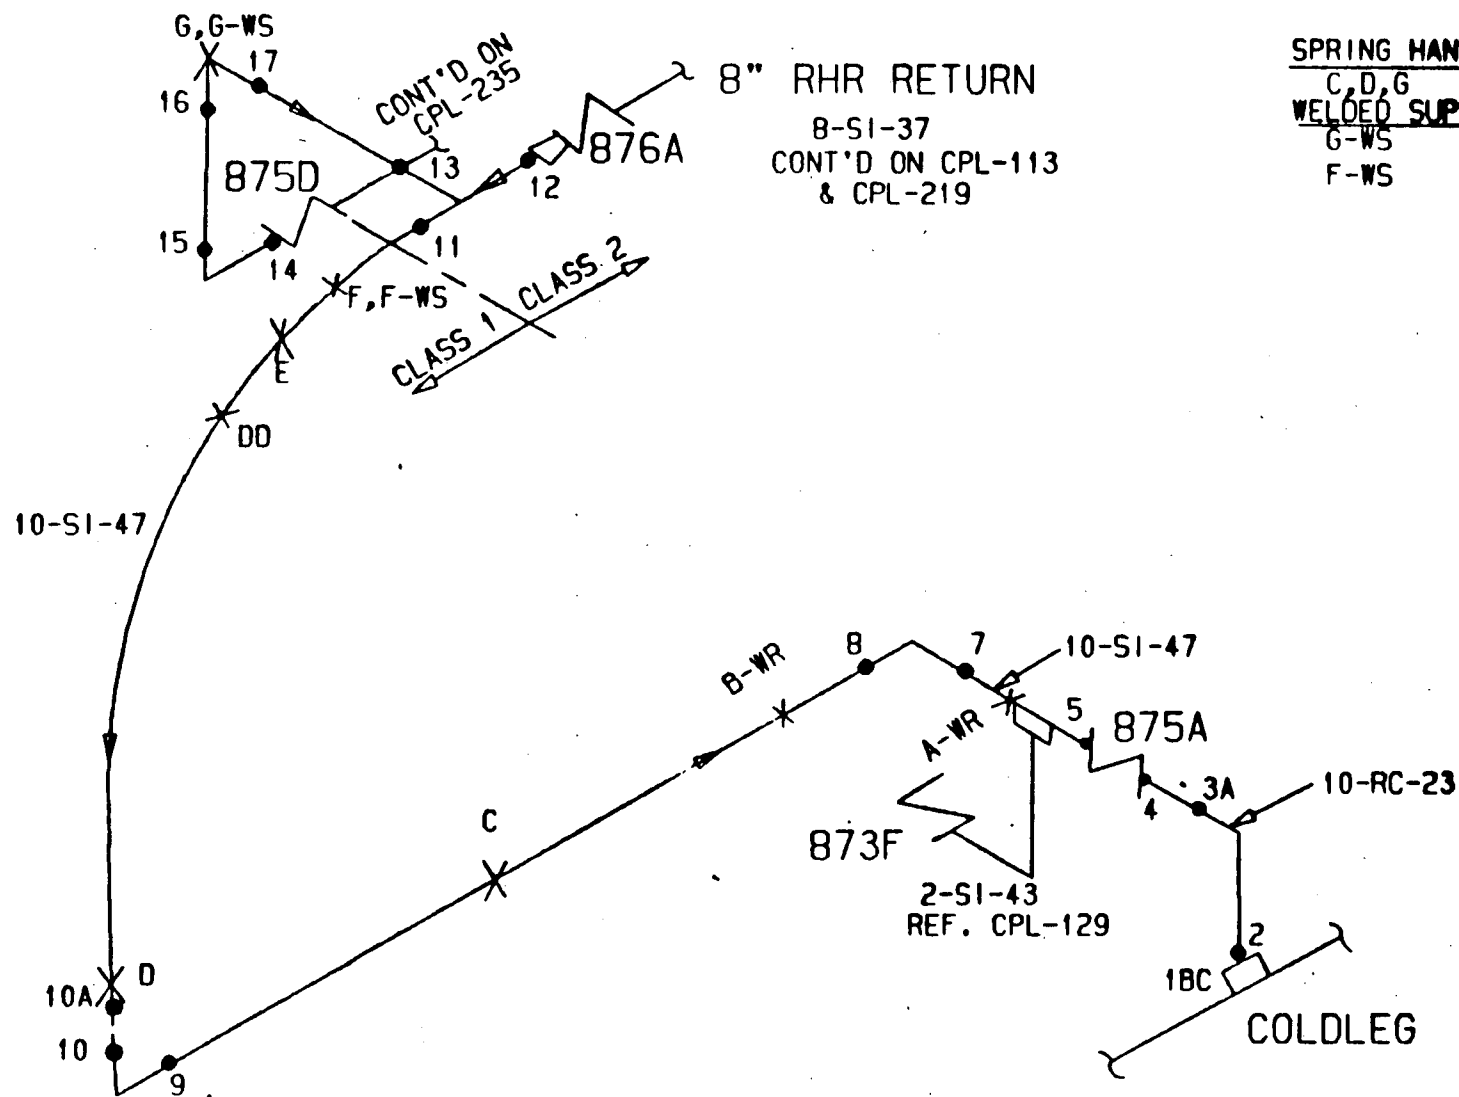 G,G-WS
17
CONT'D ON
CPL-235
8" RHR RETURN
SPRING HAN
C,D,G
WELDED SUP
G-WS
F-WS
16
8-SI-37
CONT'D ON CPL-113
& CPL-219
876A
875D
13
12
15
14
11
F,F-WS
CLASS 2
CLASS 1
E
DD
10-SI-47
8
7
10-SI-47
B-WR
5
875A
A-WR
4
3A
10-RC-23
C
873F
2-SI-43
REF. CPL-129
2
D
10A
1BC
COLDLEG
10
9